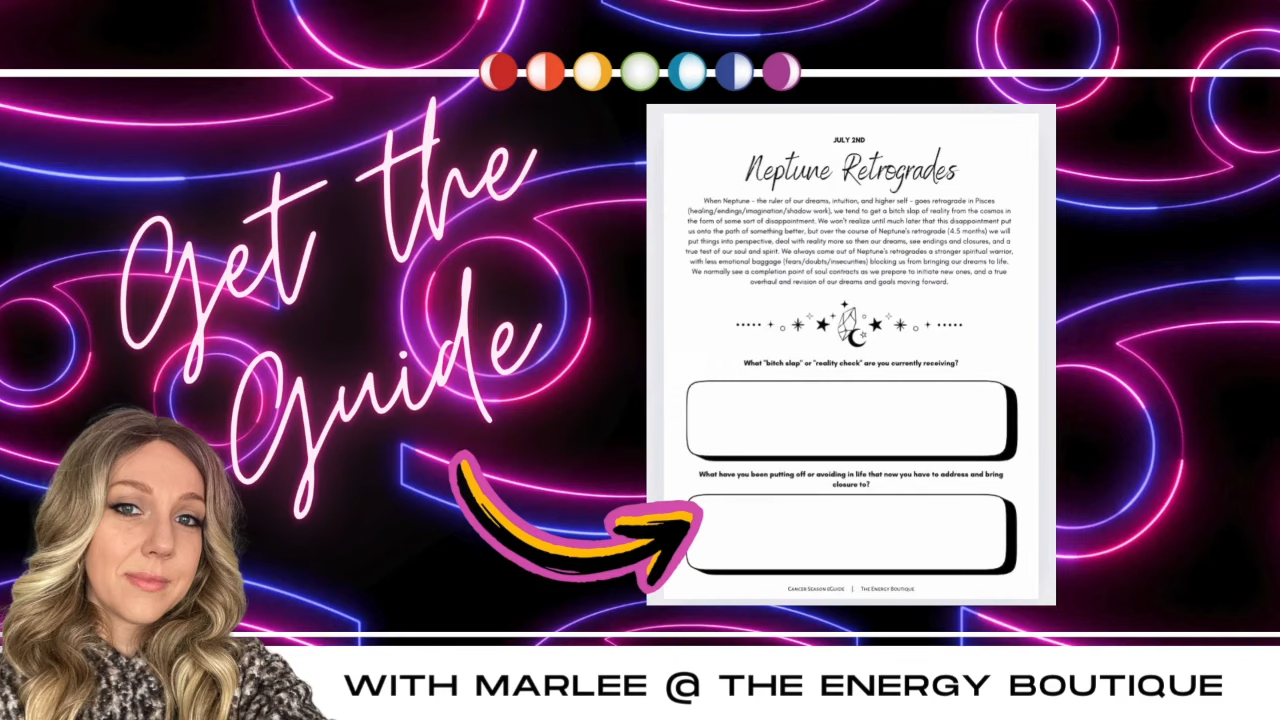 Get the
Guide
JULY 2ND
Neptune Retrogrades
When Neptune - the ruler of our dreams, intuition, and higher self - goes retrograde in Pisces
(healing/endings/imagination/shadow work), we tend to get a bitch slap of reality from the cosmos in
the form of some sort of disappointment. We won't realize until much later that this disappointment put
us onto the path of something better, but over the course of Neptune's retrograde (4.5 months) we will
put things into perspective, deal with reality more so then our dreams, see endings and closures, and a
true test of our soul and spirit. We always come out of Neptune's retrogrades a stronger spiritual warrior,
with less emotional baggage (fears/doubts/insecurities) blocking us from bringing our dreams to life.
We normally see a completion point of soul contracts as we prepare to initiate new ones, and a true
overhaul and revision of our dreams and goals moving forward.
What "bitch slap" or "reality check" are you currently receiving?
What have you been putting off or avoiding in life that now you have to address and bring
closure to?
CANCER SEASON EGUIDE | THE ENERGY BOUTIQUE
WITH MARLEE @ THE ENERGY BOUTIQUE